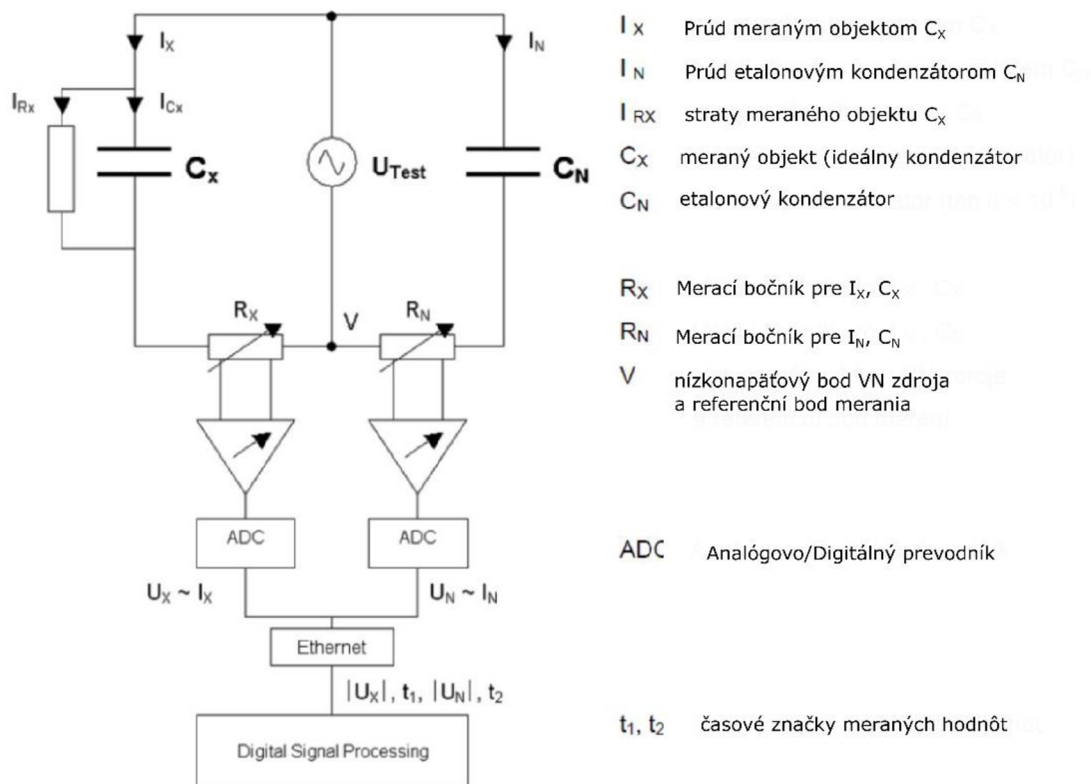 I_X
I_N
I_Rx
I_Cx
C_x
U_Test
C_N
R_X
V
R_N
ADC
ADC
U_X ~ I_X
U_N ~ I_N
Ethernet
|U_X|, t_1, |U_N|, t_2
Digital Signal Processing
I_X Prúd meraným objektom C_X
I_N Prúd etalonovým kondenzátorom C_N
I_RX straty meraného objektu C_X
C_X meraný objekt (ideálny kondenzátor
C_N etalonový kondenzátor
R_X Merací bočník pre I_X, C_X
R_N Merací bočník pre I_N, C_N
V nízkonapäťový bod VN zdroja
a referenční bod merania
ADC Analógovo/Digitálný prevodník
t_1, t_2 časové značky meraných hodnôt